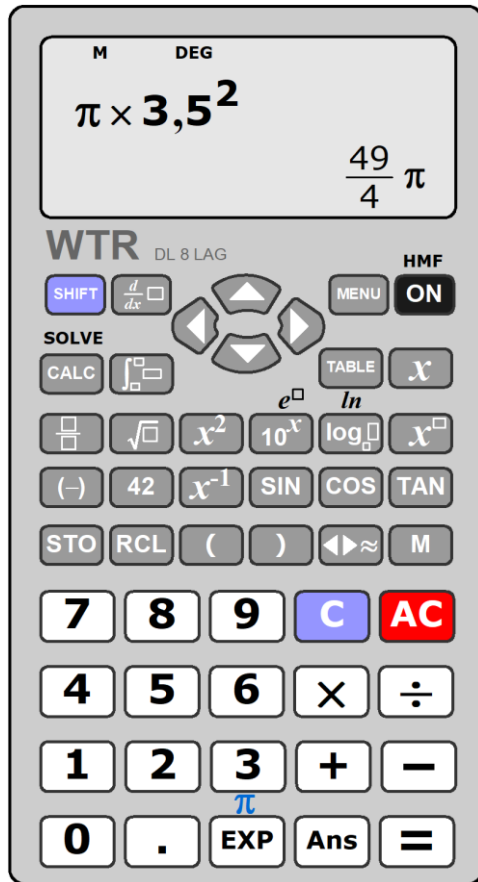 M DEG
π × 3,5²
49/4 π
WTR DL 8 LAG
HMF
SHIFT d/dx □ MENU ON
SOLVE
CALC ∫□□□ TABLE x
e□ ln
□/□ √□ x² 10ˣ log□□ x□
(−) 42 x⁻¹ SIN COS TAN
STO RCL ( ) ◀▶≈ M
7 8 9 C AC
4 5 6 × ÷
1 2 3 + −
π
0 . EXP Ans =